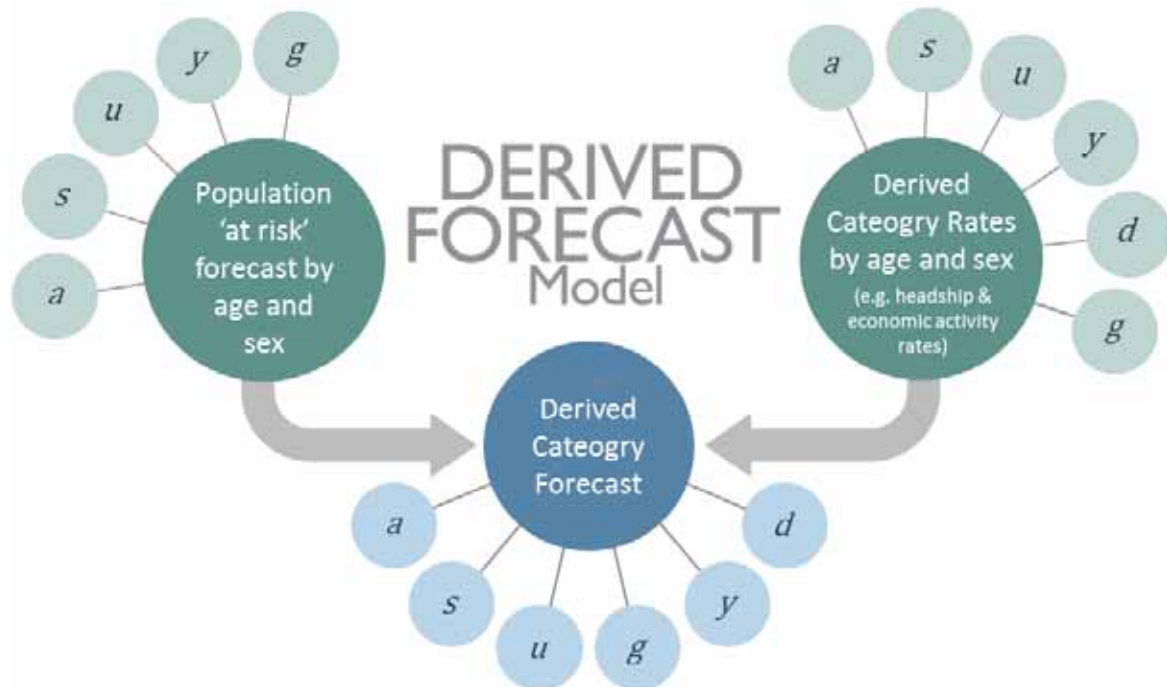 g
y
u
s
a
Population
‘at risk’
forecast by
age and
sex
DERIVED
FORECAST
Model
a
s
u
y
d
g
Derived
Cateogry Rates
by age and sex
(e.g. headship &
economic activity
rates)
Derived
Cateogry
Forecast
a
s
u
g
y
d